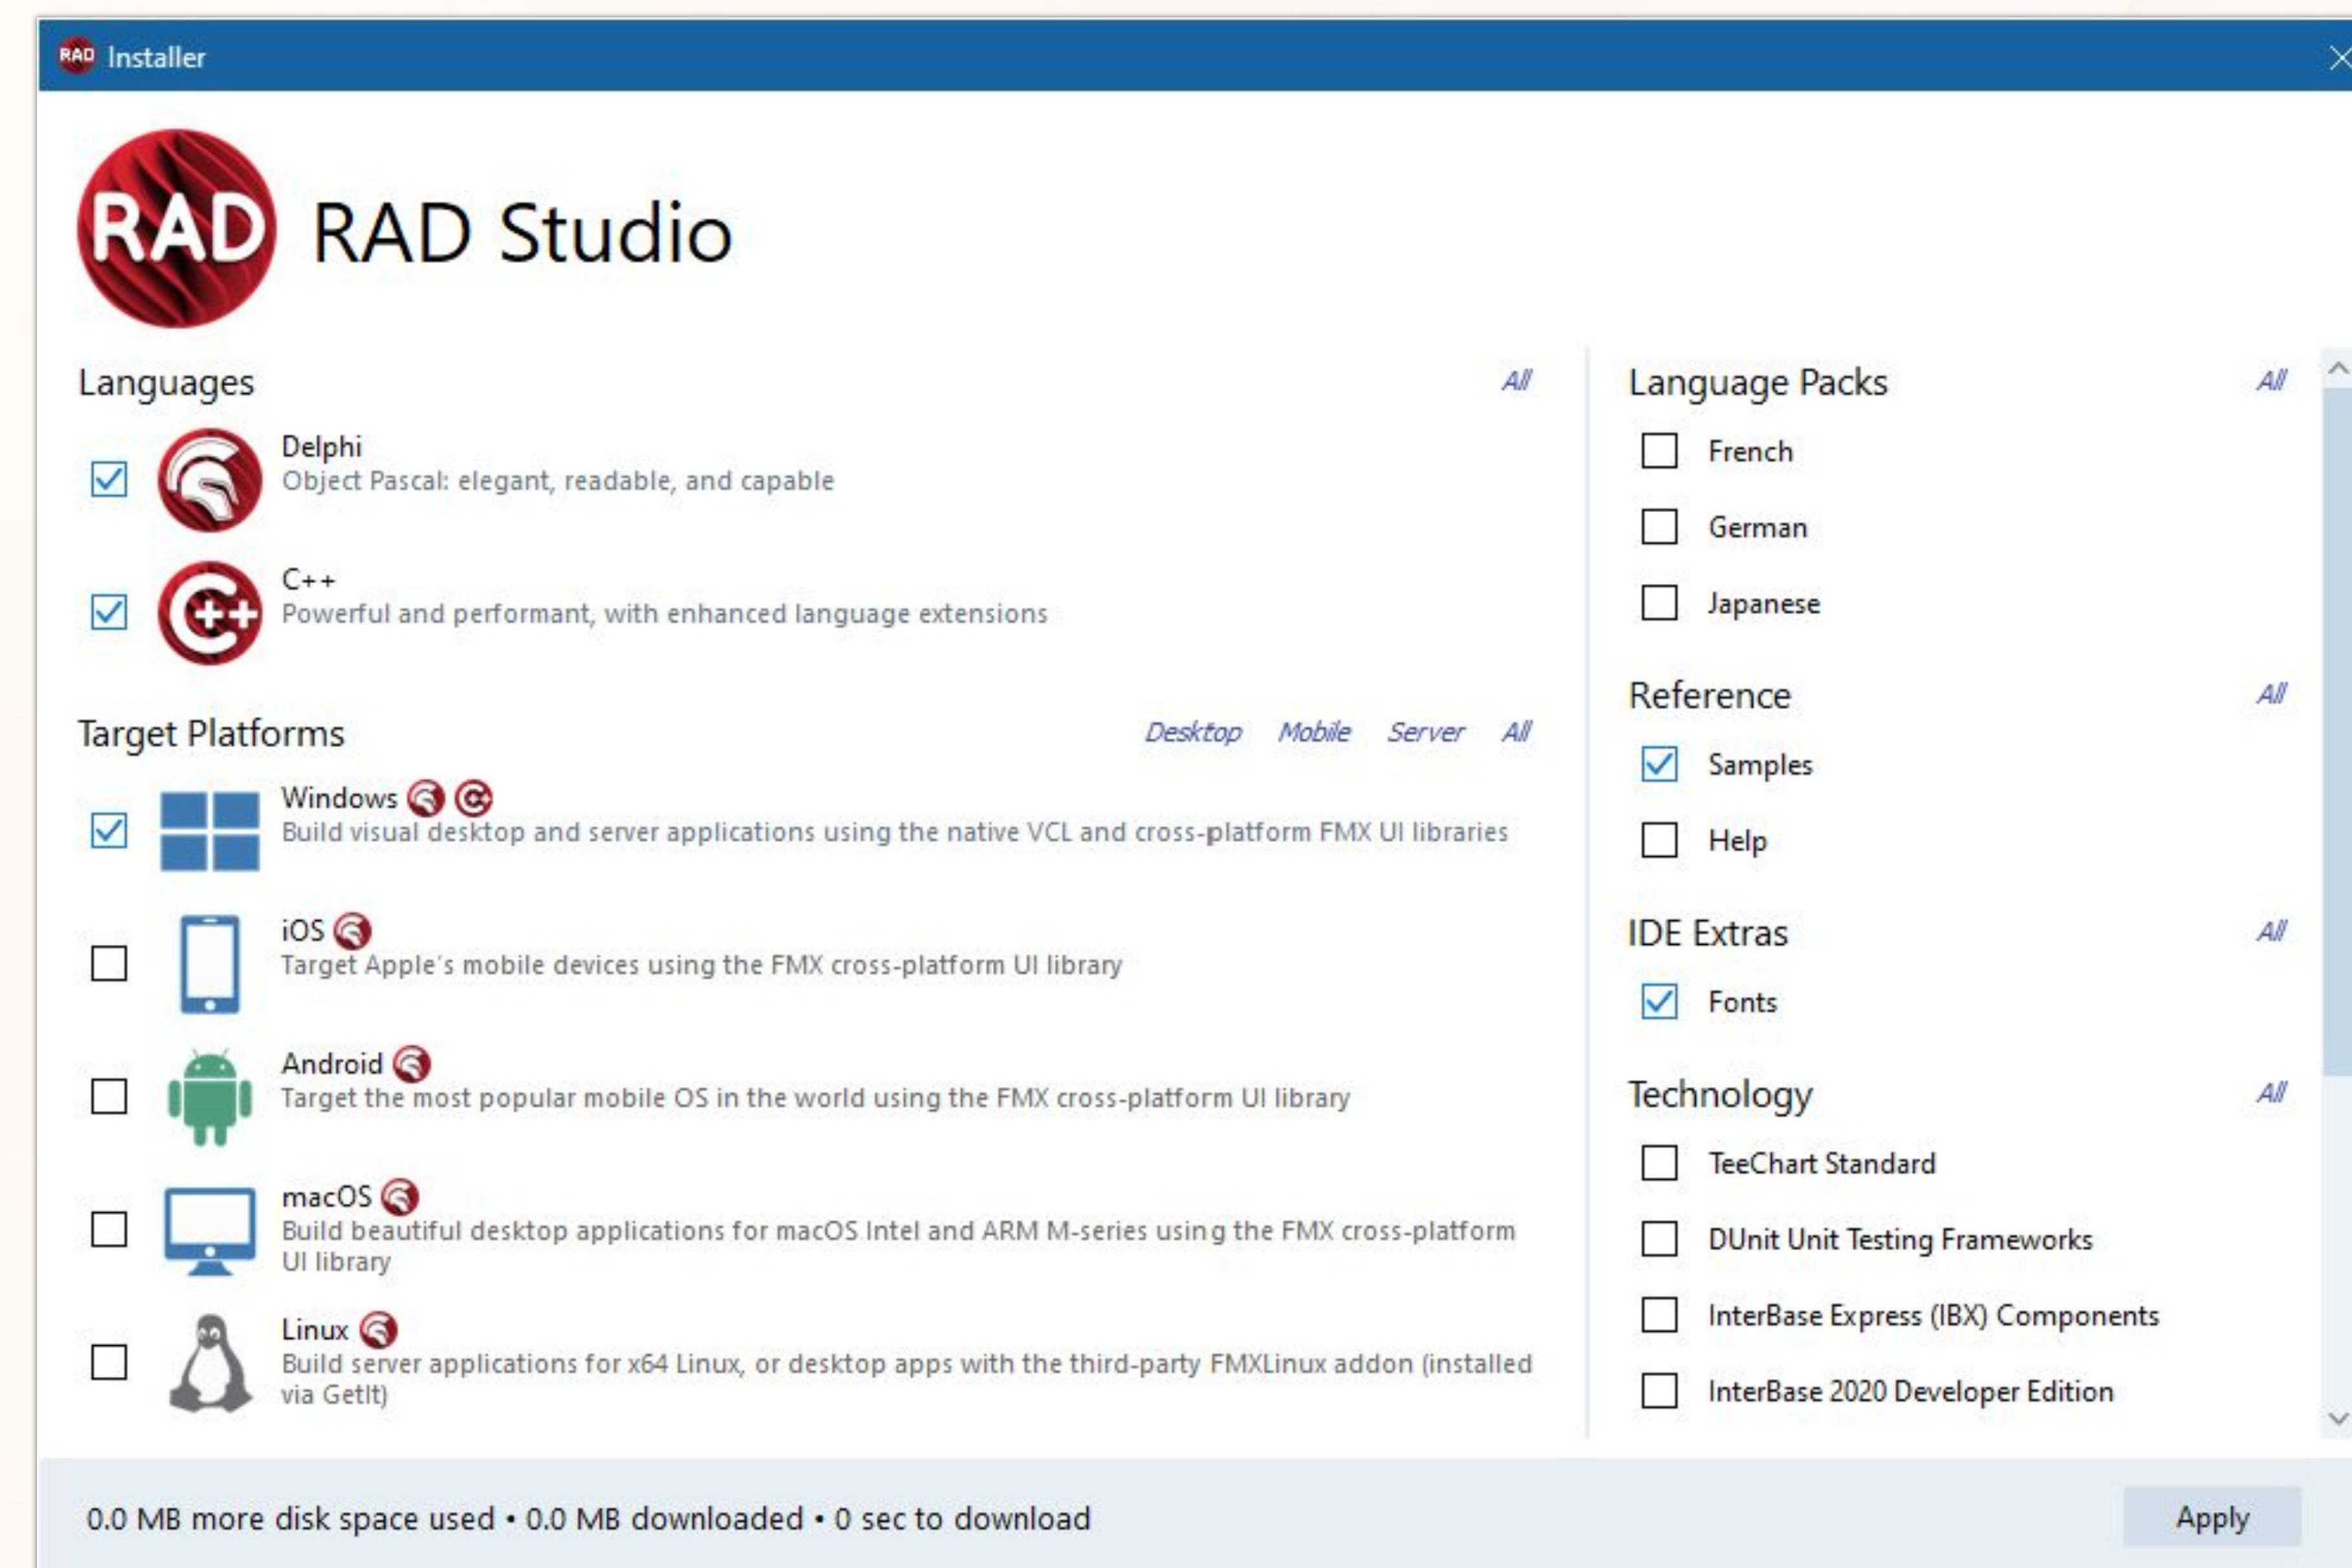 RAD Installer
RAD RAD Studio
Languages All
Delphi
Object Pascal: elegant, readable, and capable
C++
Powerful and performant, with enhanced language extensions
Target Platforms Desktop Mobile Server All
Windows
Build visual desktop and server applications using the native VCL and cross-platform FMX UI libraries
iOS
Target Apple's mobile devices using the FMX cross-platform UI library
Android
Target the most popular mobile OS in the world using the FMX cross-platform UI library
macOS
Build beautiful desktop applications for macOS Intel and ARM M-series using the FMX cross-platform
UI library
Linux
Build server applications for x64 Linux, or desktop apps with the third-party FMXLinux addon (installed
via GetIt)
Language Packs All
French
German
Japanese
Reference All
Samples
Help
IDE Extras All
Fonts
Technology All
TeeChart Standard
DUnit Unit Testing Frameworks
InterBase Express (IBX) Components
InterBase 2020 Developer Edition
0.0 MB more disk space used • 0.0 MB downloaded • 0 sec to download
Apply